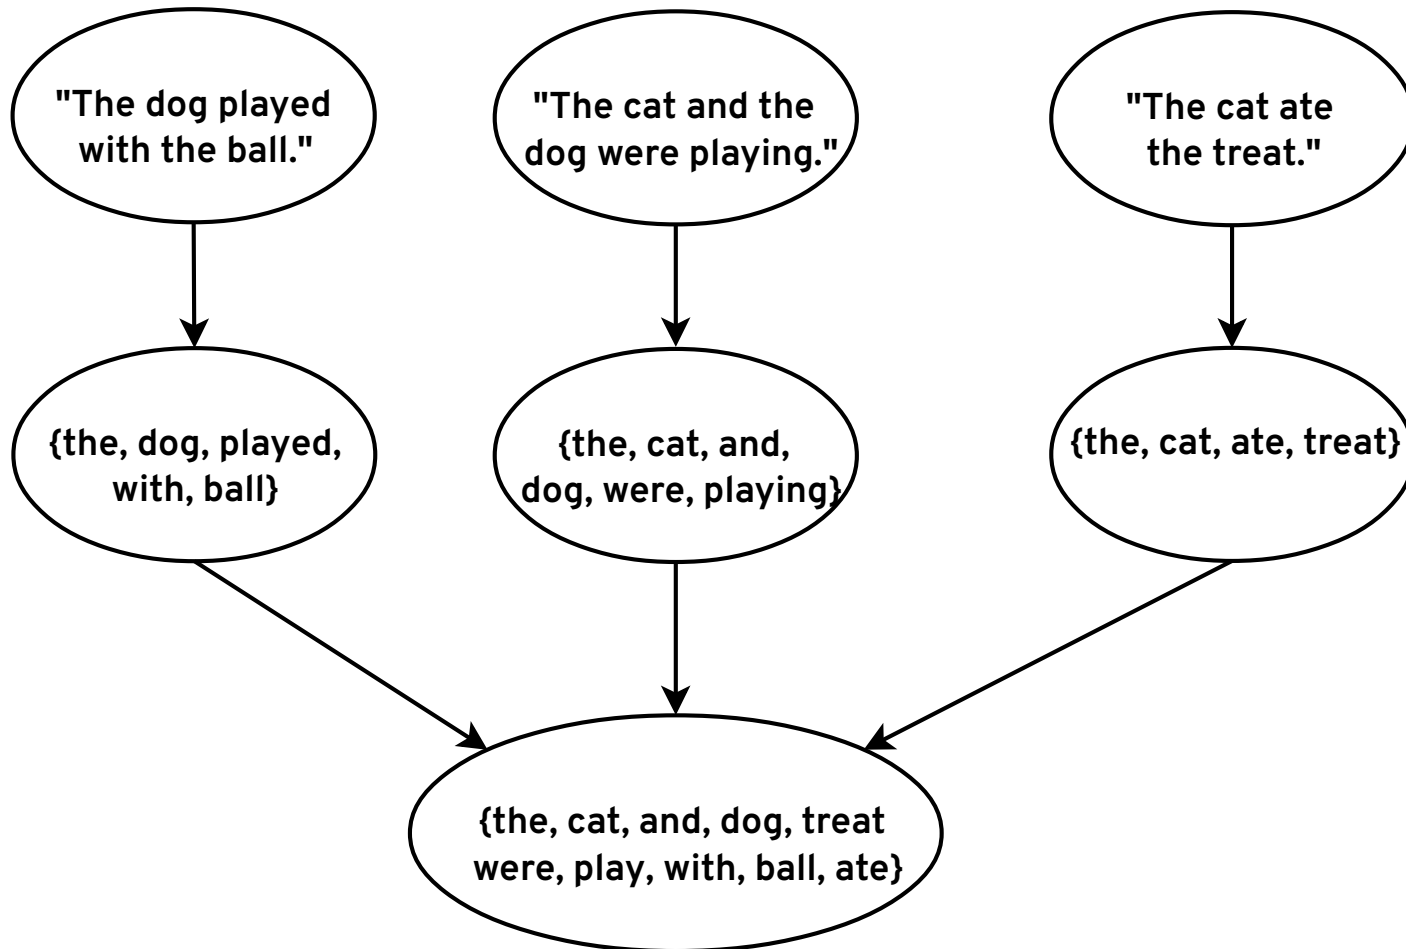 "The dog played
with the ball."
"The cat and the
dog were playing."
"The cat ate
the treat."
{the, dog, played,
with, ball}
{the, cat, and,
dog, were, playing}
{the, cat, ate, treat}
{the, cat, and, dog, treat
were, play, with, ball, ate}